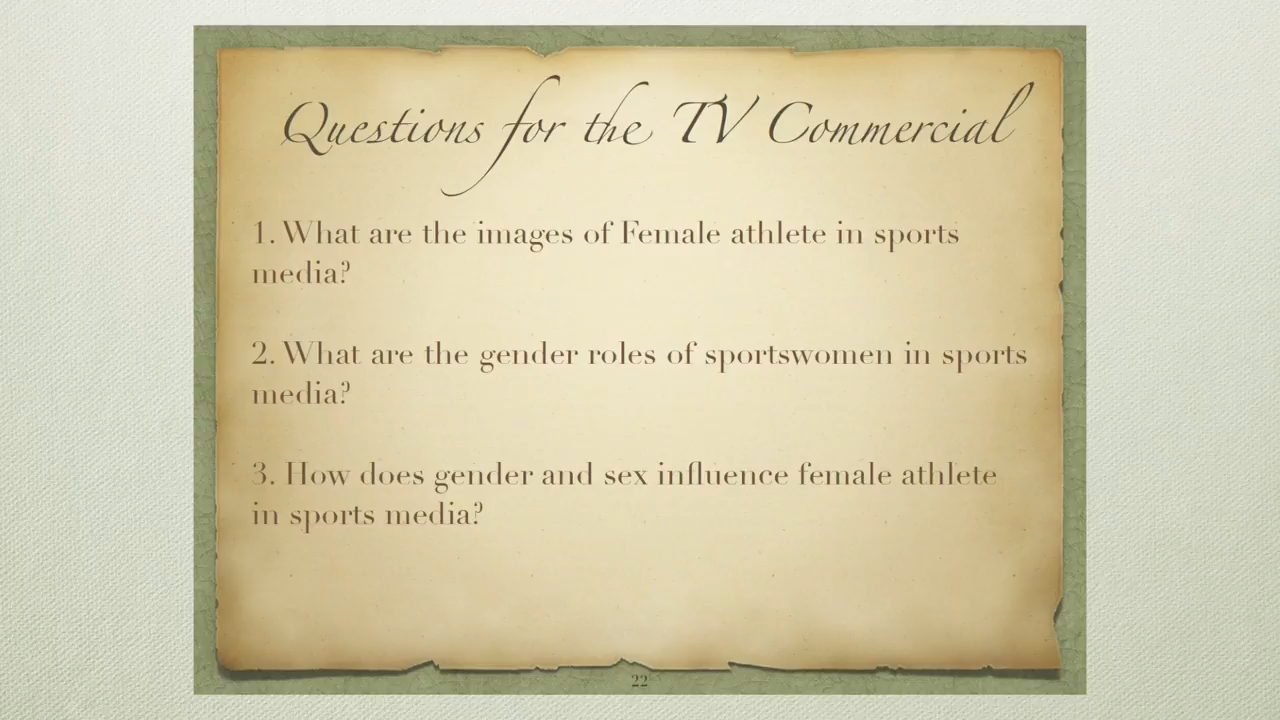 Questions for the TV Commercial
1. What are the images of Female athlete in sports
media?
2. What are the gender roles of sportswomen in sports
media?
3. How does gender and sex influence female athlete
in sports media?
22